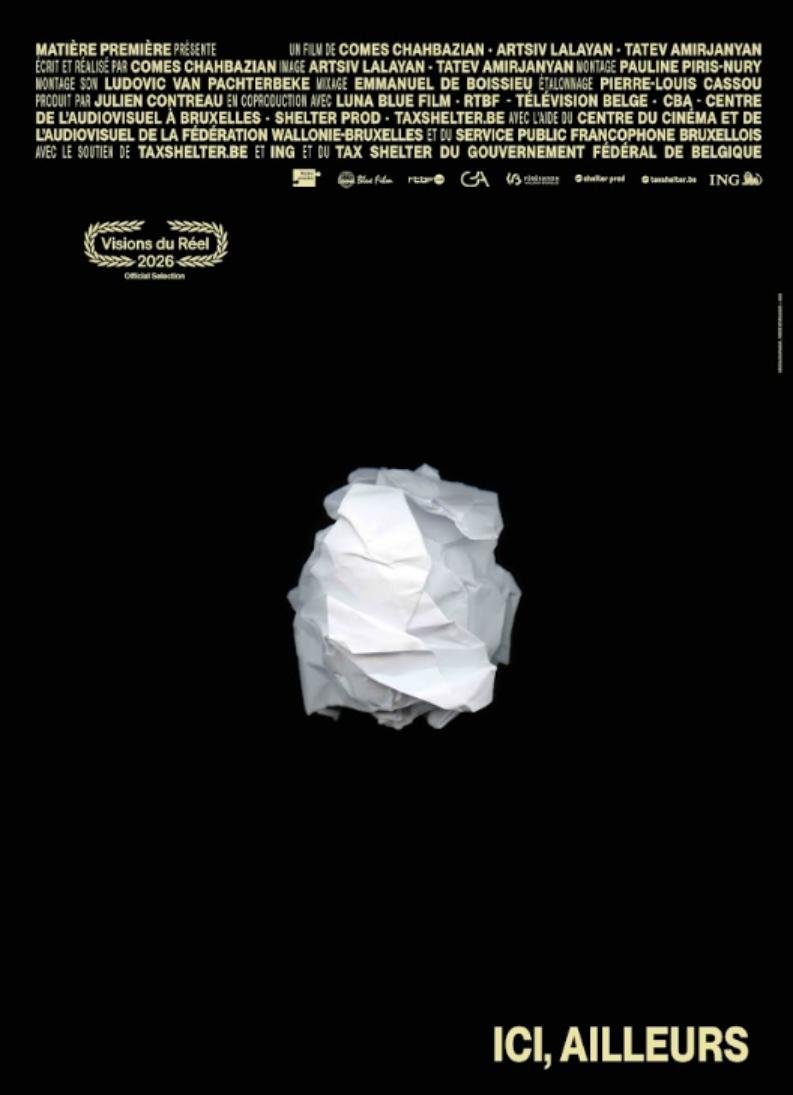 MATIÈRE PREMIÈRE PRÉSENTE UN FILM DE COMES CHAHBAZIAN • ARTSIV LALAYAN • TATEV AMIRJANYAN
ÉCRIT ET RÉALISÉ PAR COMES CHAHBAZIAN IMAGE ARTSIV LALAYAN • TATEV AMIRJANYAN MONTAGE PAULINE PIRIS-NURY
MONTAGE SON LUDOVIC VAN PACHTERBEKE MIXAGE EMMANUEL DE BOISSIEU ÉTALONNAGE PIERRE-LOUIS CASSOU
PRODUIT PAR JULIEN CONTREAU EN COPRODUCTION AVEC LUNA BLUE FILM • RTBF - TÉLÉVISION BELGE • CBA - CENTRE
DE L'AUDIOVISUEL À BRUXELLES • SHELTER PROD • TAXSHELTER.BE AVEC L'AIDE DU CENTRE DU CINÉMA ET DE
L'AUDIOVISUEL DE LA FÉDÉRATION WALLONIE-BRUXELLES ET DU SERVICE PUBLIC FRANCOPHONE BRUXELLOIS
AVEC LE SOUTIEN DE TAXSHELTER.BE ET ING ET DU TAX SHELTER DU GOUVERNEMENT FÉDÉRAL DE BELGIQUE
Blue Film shelter prod taxshelter.be ING
Visions du Réel
2026
Official Selection
ICI, AILLEURS